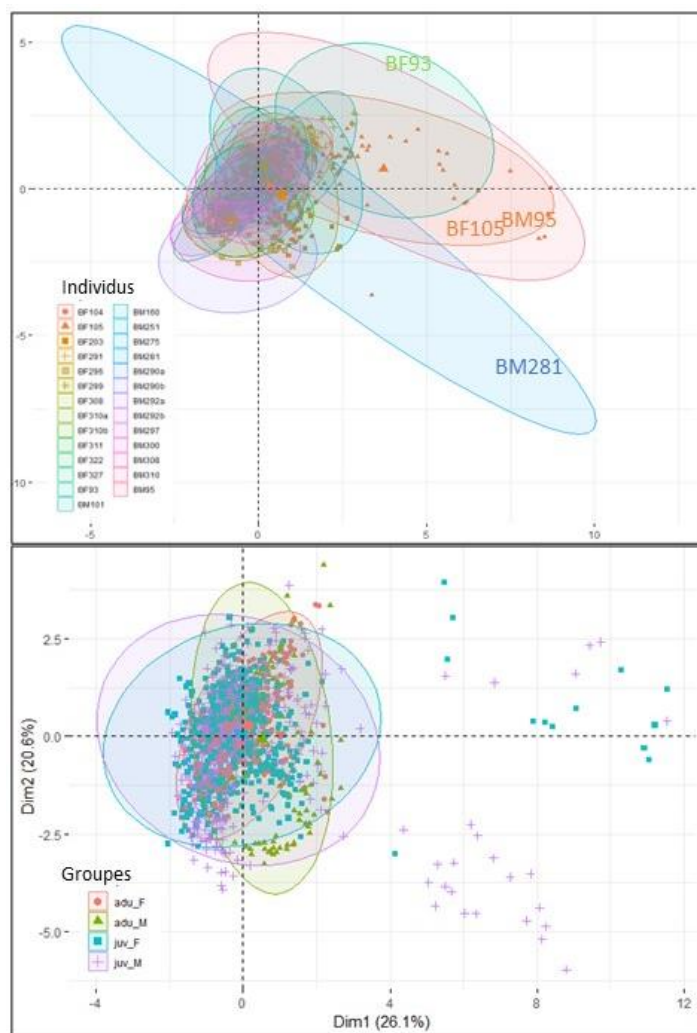 5
0
-5
-10
BF93
BF105
BM95
BM281
Individus
BF104 BM160
BF105 BM251
BF203 BM275
BF291 BM281
BF295 BM290a
BF299 BM290b
BF308 BM292a
BF310a BM292b
BF310b BM297
BF311 BM300
BF322 BM308
BF327 BM310
BF93 BM95
BM101
-5 0 5 10
2.5
0.0
-2.5
-5.0
Dim2 (20.6%)
Groupes
adu_F
adu_M
juv_F
juv_M
-4 0 4 8 12
Dim1 (26.1%)